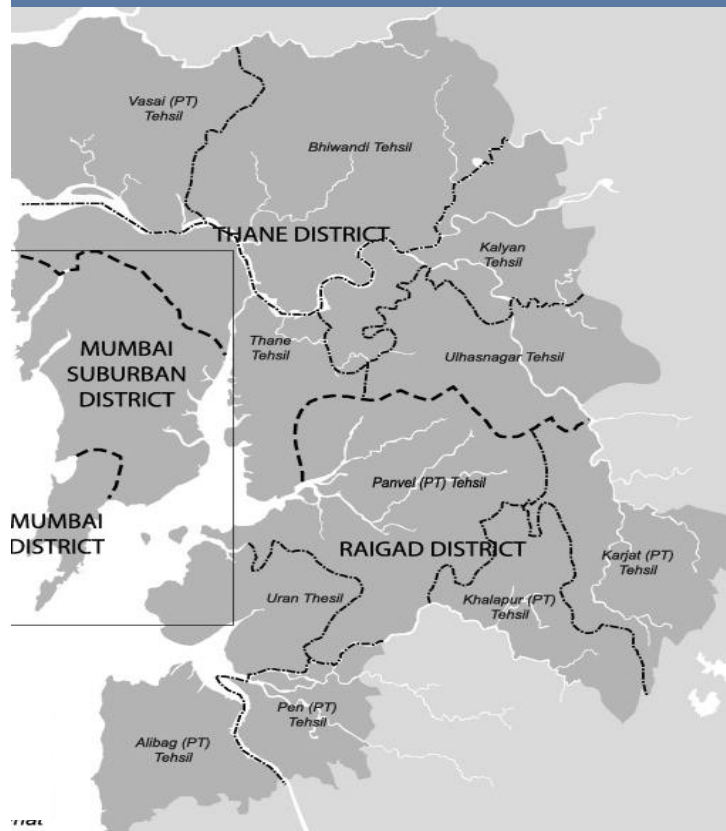 Vasai (PT)
Tehsil
Bhiwandi Tehsil
THANE DISTRICT
Kalyan
Tehsil
Thane
Tehsil
MUMBAI
SUBURBAN
DISTRICT
Ulhasnagar Tehsil
Panvel (PT) Tehsil
MUMBAI
DISTRICT
RAIGAD DISTRICT
Karjat (PT)
Tehsil
Uran Thesil
Khalapur (PT)
Tehsil
Pen (PT)
Tehsil
Alibag (PT)
Tehsil